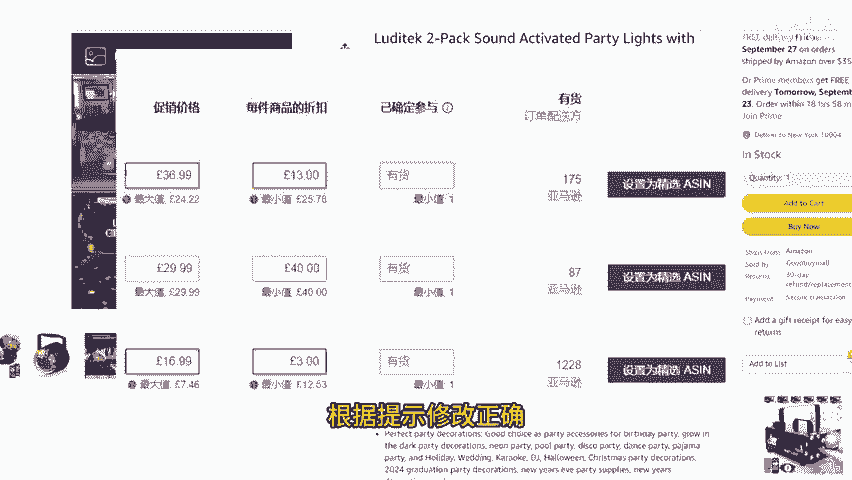 Luditek 2-Pack Sound Activated Party Lights with
促销价格
每件商品的折扣
已确定参与
有货
订单配送方
£36.99
£13.00
有货
175
设置为精选 ASIN
最大值 £24.22
最小值 £25.78
最小值 1
亚马逊
£29.99
£40.00
有货
87
设置为精选 ASIN
最大值 £29.99
最小值 £40.00
最小值 1
亚马逊
£16.99
£3.00
有货
1228
设置为精选 ASIN
最大值 £7.46
最小值 £12.53
最小值 1
亚马逊
根据提示修改正确
Perfect party decorations: Good choice as party accessories for birthday party, glow in
the dark party decorations, neon party, pool party, disco party, dance party, pajama
party, and Holiday, Wedding, Karaoke, DJ, Halloween, Christmas party decorations,
2024 graduation party decorations, new years eve party supplies, new years
FREE delivery
September 27 on orders
shipped by Amazon over $35
Or Prime members get FREE
delivery Tomorrow, Septemb
23. Order within 18 hrs 58 m
Join Prime
Deliver to New York 10004
In Stock
Quantity: 1
Add to Cart
Buy Now
Amazon
Sold by
Returns
30-day
refund/replacement
Payment
Secure transaction
Add a gift receipt for easy
returns
Add to List